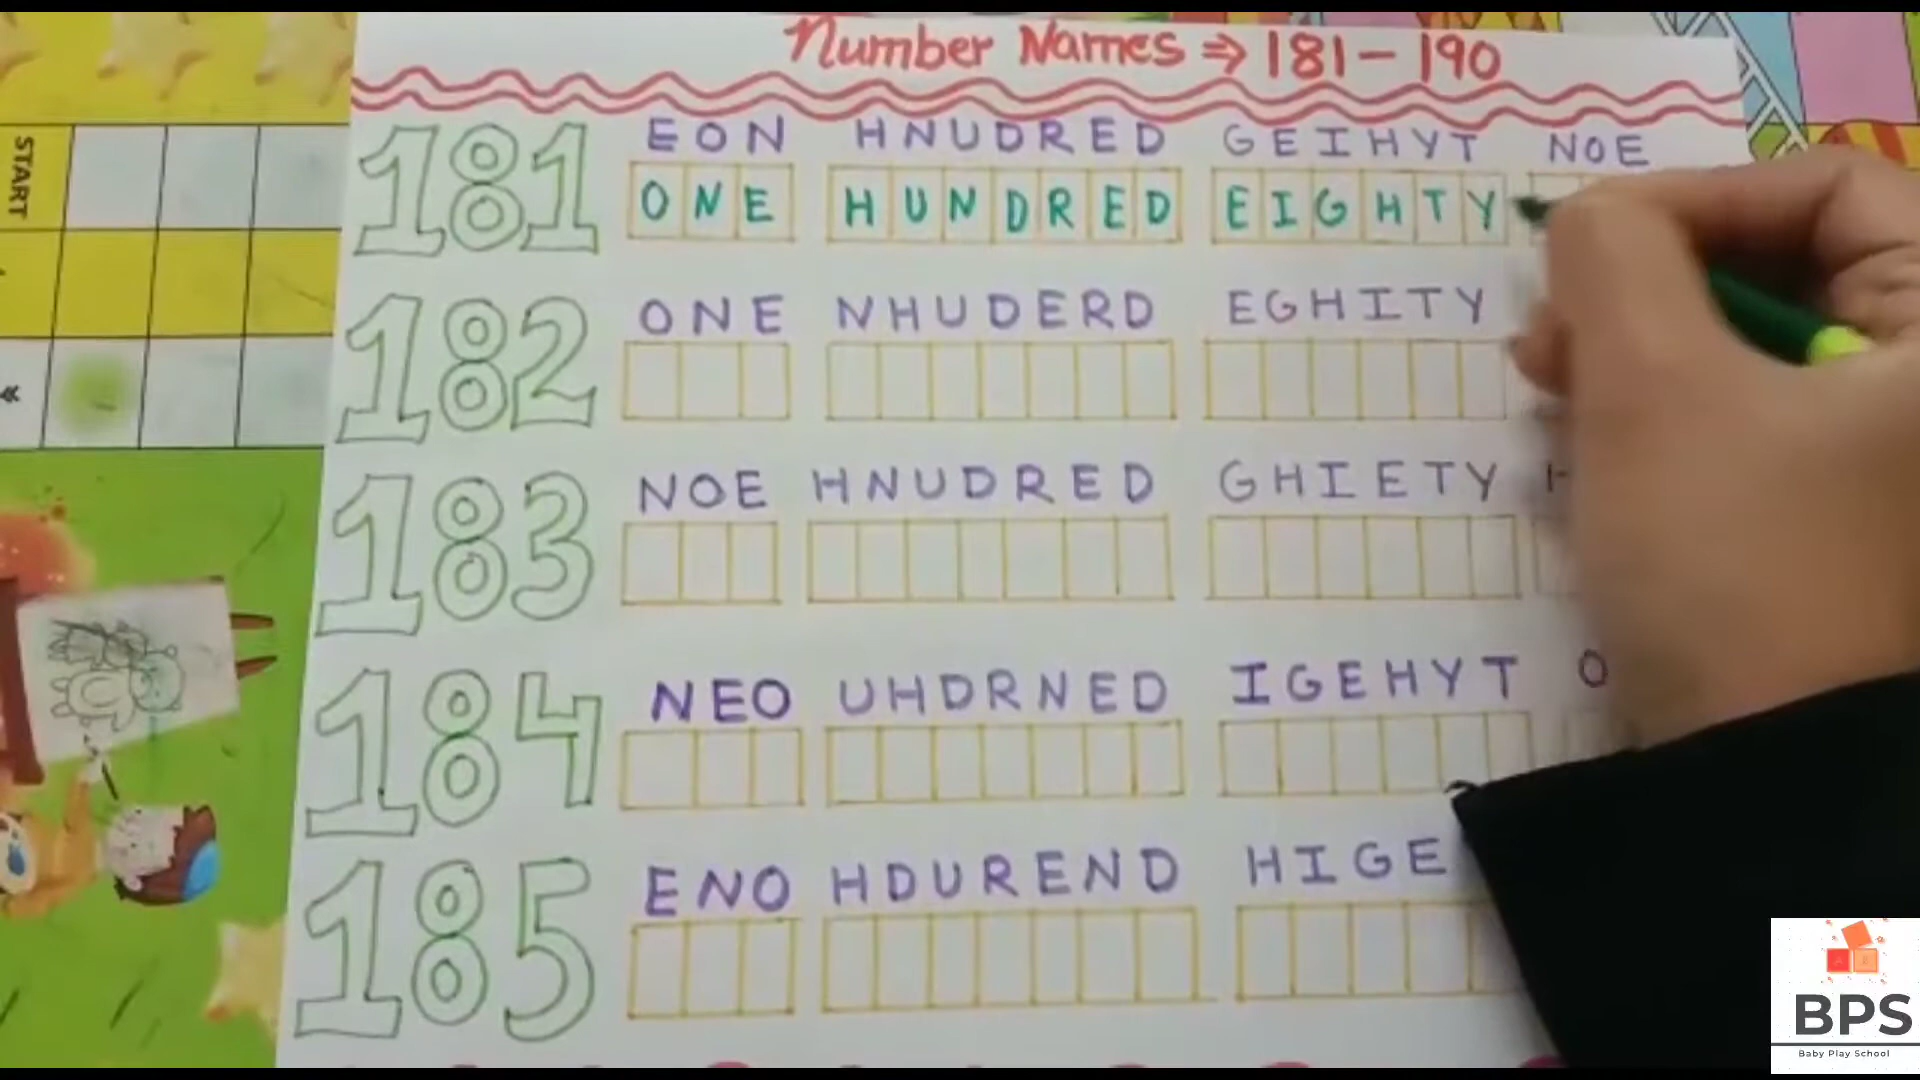 Number Names ⇒ 181 - 190
START
181 EON HNUDRED GEIHYT NOE
ONE HUNDRED EIGHTY
182 ONE NHUDERD EGHITY
183 NOE HNUDRED GHIETY
184 NEO UHDRNED IGEHYT
185 ENO HDUREND
BPS
Baby Play School